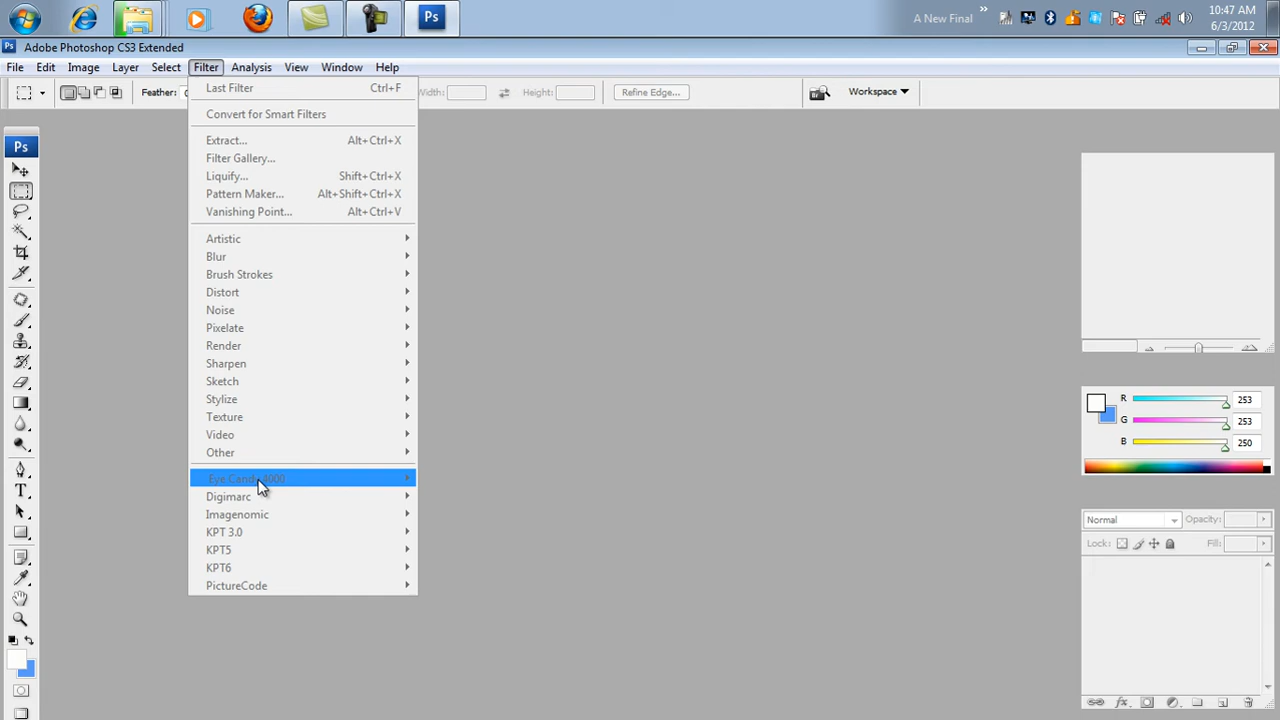 10:47 AM
A New Final
6/3/2012
Ps
Ps Adobe Photoshop CS3 Extended
File Edit Image Layer Select Filter Analysis View Window Help
Last Filter Ctrl+F
Feather: Width: Height: Refine Edge... Workspace
Convert for Smart Filters
Extract... Alt+Ctrl+X
Ps
Filter Gallery...
Liquify... Shift+Ctrl+X
Pattern Maker... Alt+Shift+Ctrl+X
Vanishing Point... Alt+Ctrl+V
Artistic
Blur
Brush Strokes
Distort
Noise
Pixelate
Render
Sharpen
Sketch
Stylize
Texture
Video
Other
Eye Candy 4000
Digimarc
Imagenomic
KPT 3.0
KPT5
KPT6
PictureCode
R 253
G 253
B 250
Normal Opacity:
Lock: Fill: